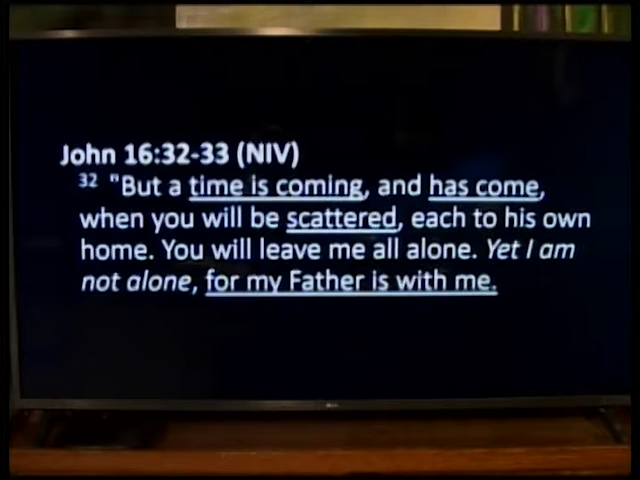 John 16:32-33 (NIV)
32 "But a time is coming, and has come,
when you will be scattered, each to his own
home. You will leave me all alone. Yet I am
not alone, for my Father is with me.